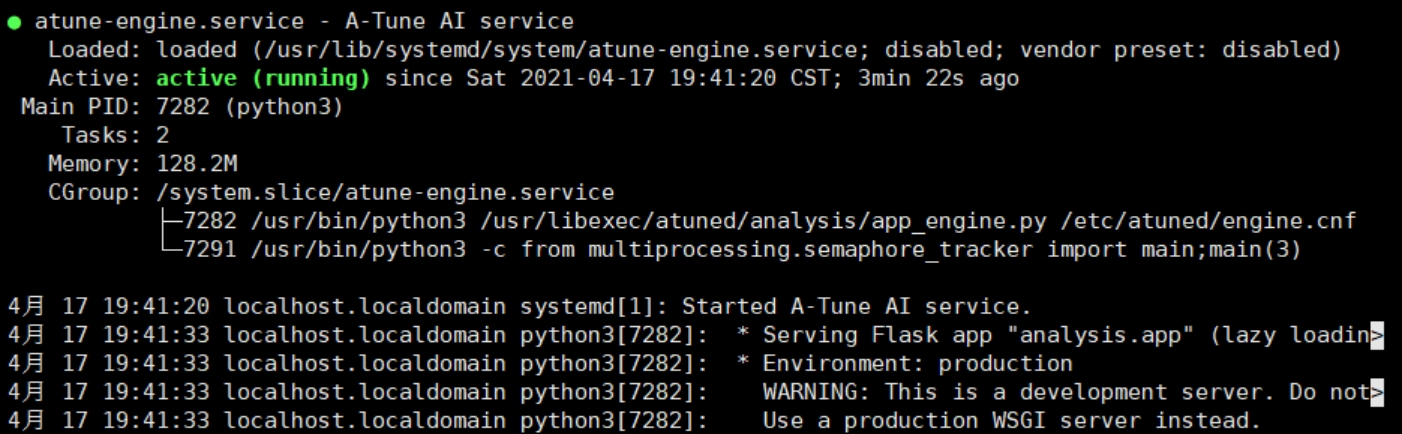 ● atune-engine.service - A-Tune AI service
   Loaded: loaded (/usr/lib/systemd/system/atune-engine.service; disabled; vendor preset: disabled)
   Active: active (running) since Sat 2021-04-17 19:41:20 CST; 3min 22s ago
 Main PID: 7282 (python3)
    Tasks: 2
   Memory: 128.2M
   CGroup: /system.slice/atune-engine.service
           ├─7282 /usr/bin/python3 /usr/libexec/atuned/analysis/app_engine.py /etc/atuned/engine.cnf
           └─7291 /usr/bin/python3 -c from multiprocessing.semaphore_tracker import main;main(3)

4月 17 19:41:20 localhost.localdomain systemd[1]: Started A-Tune AI service.
4月 17 19:41:33 localhost.localdomain python3[7282]:  * Serving Flask app "analysis.app" (lazy loadin>
4月 17 19:41:33 localhost.localdomain python3[7282]:  * Environment: production
4月 17 19:41:33 localhost.localdomain python3[7282]:    WARNING: This is a development server. Do not>
4月 17 19:41:33 localhost.localdomain python3[7282]:    Use a production WSGI server instead.